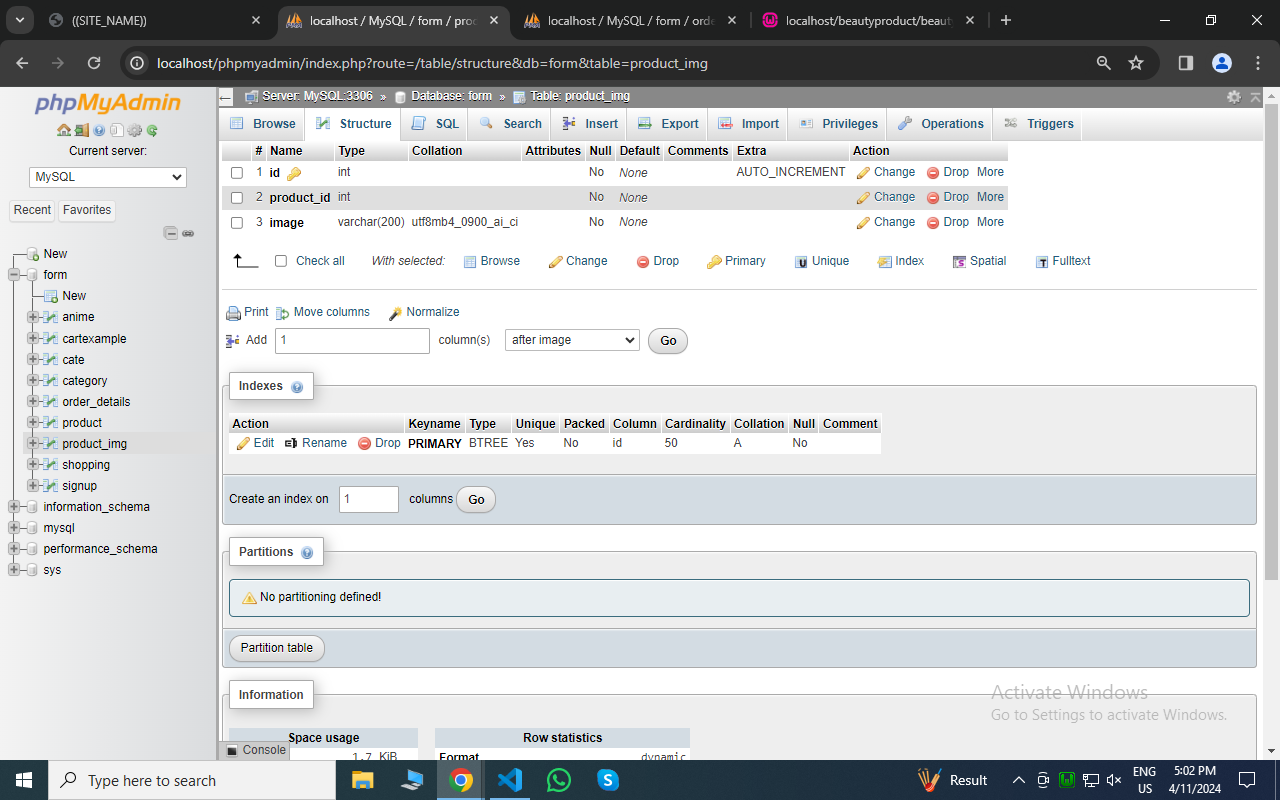 ((SITE_NAME))
localhost / MySQL / form / prod
localhost / MySQL / form / orde
localhost/beautyproduct/beaut
localhost/phpmyadmin/index.php?route=/table/structure&db=form&table=product_img
phpMyAdmin
Current server:
MySQL
Recent Favorites
New
form
New
anime
cartexample
cate
category
order_details
product
product_img
shopping
signup
information_schema
mysql
performance_schema
sys
Server: MySQL:3306 » Database: form » Table: product_img
Browse Structure SQL Search Insert Export Import Privileges Operations Triggers
# Name Type Collation Attributes Null Default Comments Extra Action
1 id int No None AUTO_INCREMENT Change Drop More
2 product_id int No None Change Drop More
3 image varchar(200) utf8mb4_0900_ai_ci No None Change Drop More
Check all With selected: Browse Change Drop Primary Unique Index Spatial Fulltext
Print Move columns Normalize
Add 1 column(s) after image Go
Indexes
Action Keyname Type Unique Packed Column Cardinality Collation Null Comment
Edit Rename Drop PRIMARY BTREE Yes No id 50 A No
Create an index on 1 columns Go
Partitions
No partitioning defined!
Partition table
Information
Space usage Row statistics
1.7 KiB
Format dynamic
Console
Activate Windows
Go to Settings to activate Windows.
Type here to search
Result
ENG
US
5:02 PM
4/11/2024